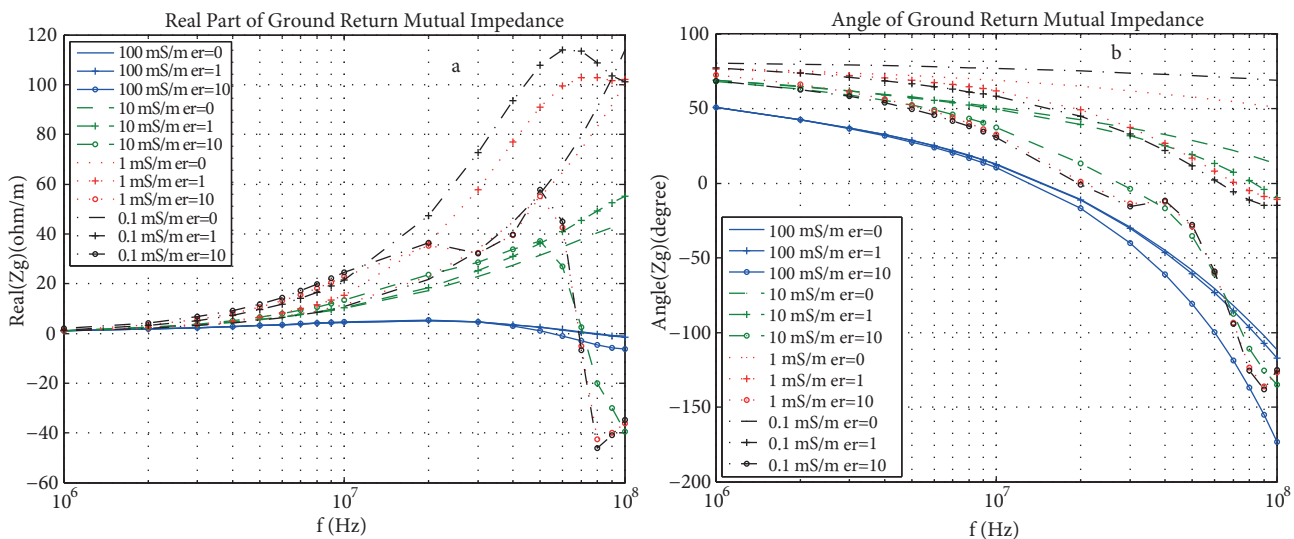 Real Part of Ground Return Mutual Impedance
a
120
100
80
60
40
20
0
−20
−40
−60
Real(Zg)(ohm/m)
100 mS/m er=0
100 mS/m er=1
100 mS/m er=10
10 mS/m er=0
10 mS/m er=1
10 mS/m er=10
1 mS/m er=0
1 mS/m er=1
1 mS/m er=10
0.1 mS/m er=0
0.1 mS/m er=1
0.1 mS/m er=10
10^6
10^7
10^8
f (Hz)
Angle of Ground Return Mutual Impedance
b
100
50
0
−50
−100
−150
−200
Angle(Zg)(degree)
100 mS/m er=0
100 mS/m er=1
100 mS/m er=10
10 mS/m er=0
10 mS/m er=1
10 mS/m er=10
1 mS/m er=0
1 mS/m er=1
1 mS/m er=10
0.1 mS/m er=0
0.1 mS/m er=1
0.1 mS/m er=10
10^6
10^7
10^8
f (Hz)